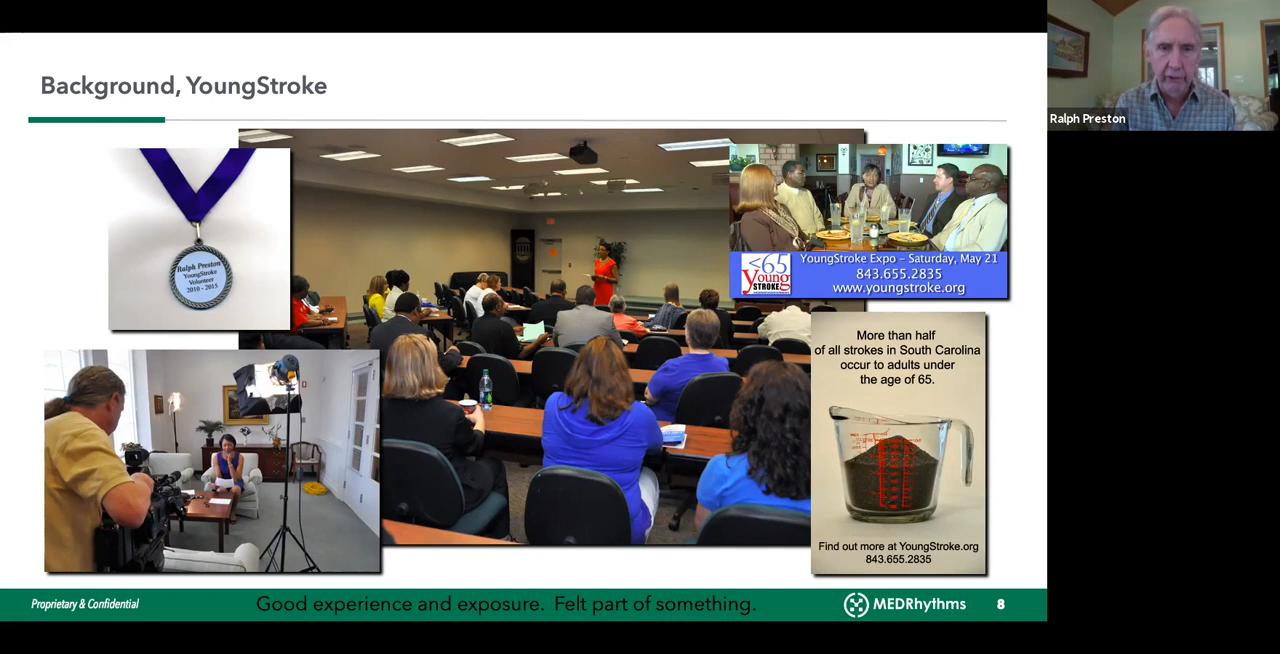 Background, YoungStroke
Ralph Preston
YoungStroke
Volunteer
2010 - 2015
<65
Young
STROKE
YoungStroke Expo – Saturday, May 21
843.655.2835
www.youngstroke.org
More than half
of all strokes in South Carolina
occur to adults under
the age of 65.
Find out more at YoungStroke.org
843.655.2835
Proprietary & Confidential
Good experience and exposure. Felt part of something.
MEDRhythms
8
Ralph Preston